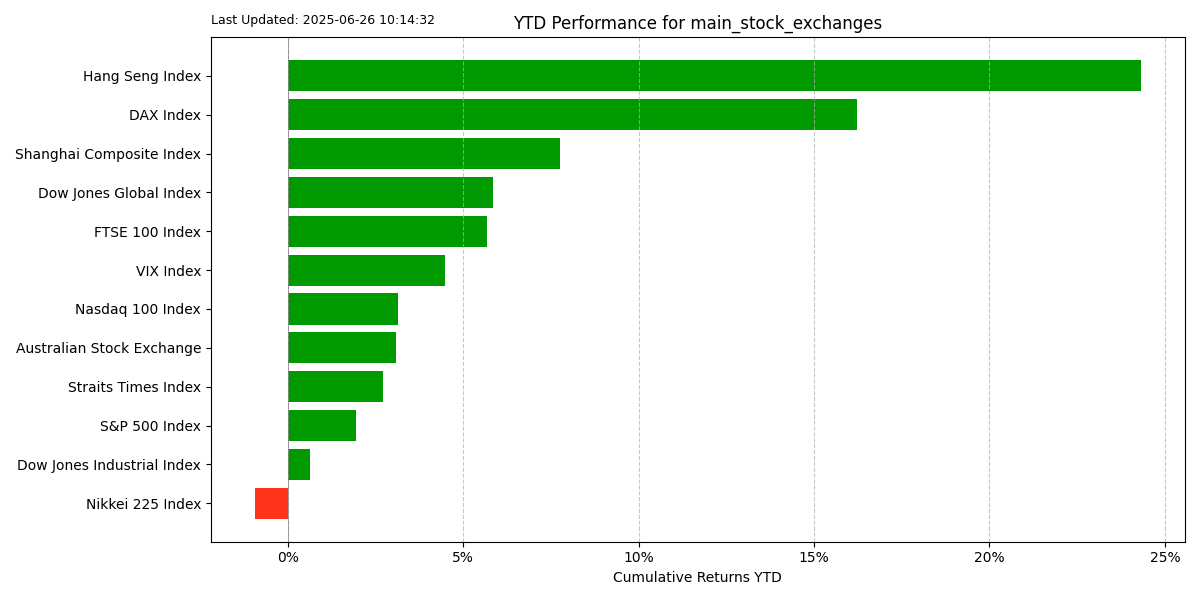 Last Updated: 2025-06-26 10:14:32
YTD Performance for main_stock_exchanges
Hang Seng Index
DAX Index
Shanghai Composite Index
Dow Jones Global Index
FTSE 100 Index
VIX Index
Nasdaq 100 Index
Australian Stock Exchange
Straits Times Index
S&P 500 Index
Dow Jones Industrial Index
Nikkei 225 Index
0% 5% 10% 15% 20% 25%
Cumulative Returns YTD